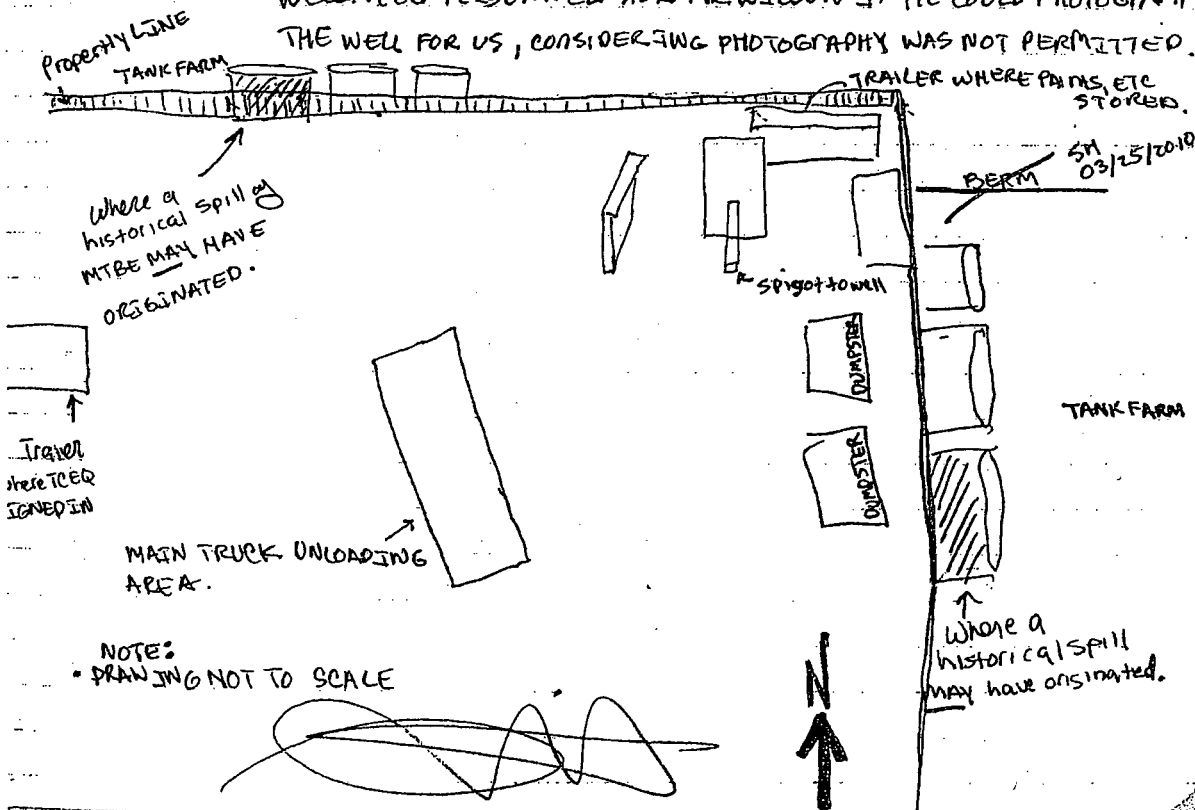 THE WELL FOR US, CONSIDERING PHOTOGRAPHY WAS NOT PERMITTED.
PROPERTY LINE
TANK FARM
TRAILER WHERE PAINTS, ETC
STORED.
SM
03/25/2010
BERM
Where a
historical spill of
MTBE MAY HAVE
ORIGINATED.
Spigot to well
DUMPSTER
TANK FARM
DUMPSTER
Trailer
where TCEQ
SIGNED IN
MAIN TRUCK UNLOADING
AREA.
Where a
historical spill
may have originated.
NOTE:
• DRAWING NOT TO SCALE
N